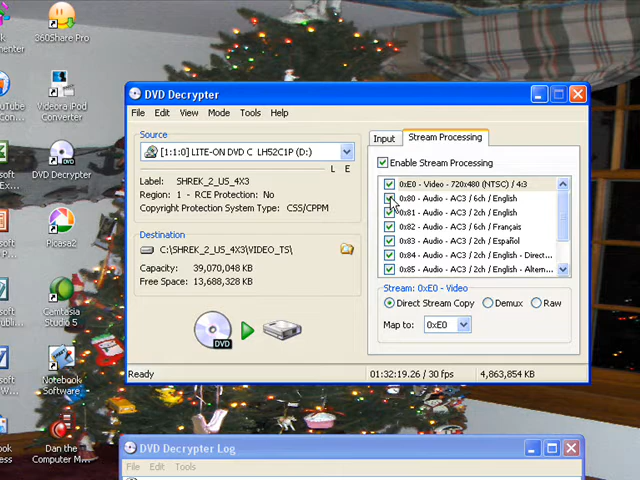 360Share Pro
Videora iPod
Converter
DVD Decrypter
Picasa2
Camtasia
Studio 5
Notebook
Software
Dan the
Computer M...
DVD Decrypter
File Edit View Mode Tools Help
Source
[1:1:0] LITE-ON DVD C LH52C1P (D:)
L E
Label: SHREK_2_US_4X3
Region: 1 - RCE Protection: No
Copyright Protection System Type: CSS/CPPM
Destination
C:\SHREK_2_US_4X3\VIDEO_TS\
Capacity: 39,070,048 KB
Free Space: 13,688,328 KB
DVD
Input Stream Processing
Enable Stream Processing
0xE0 - Video - 720x480 (NTSC) / 4:3
0x80 - Audio - AC3 / 6ch / English
0x81 - Audio - AC3 / 2ch / English
0x82 - Audio - AC3 / 6ch / Français
0x83 - Audio - AC3 / 2ch / Español
0x84 - Audio - AC3 / 2ch / English - Direct...
0x85 - Audio - AC3 / 2ch / English - Altern...
Stream: 0xE0 - Video
Direct Stream Copy Demux Raw
Map to: 0xE0
Ready 01:32:19.26 / 30 fps 4,863,854 KB
DVD Decrypter Log
File Edit Tools